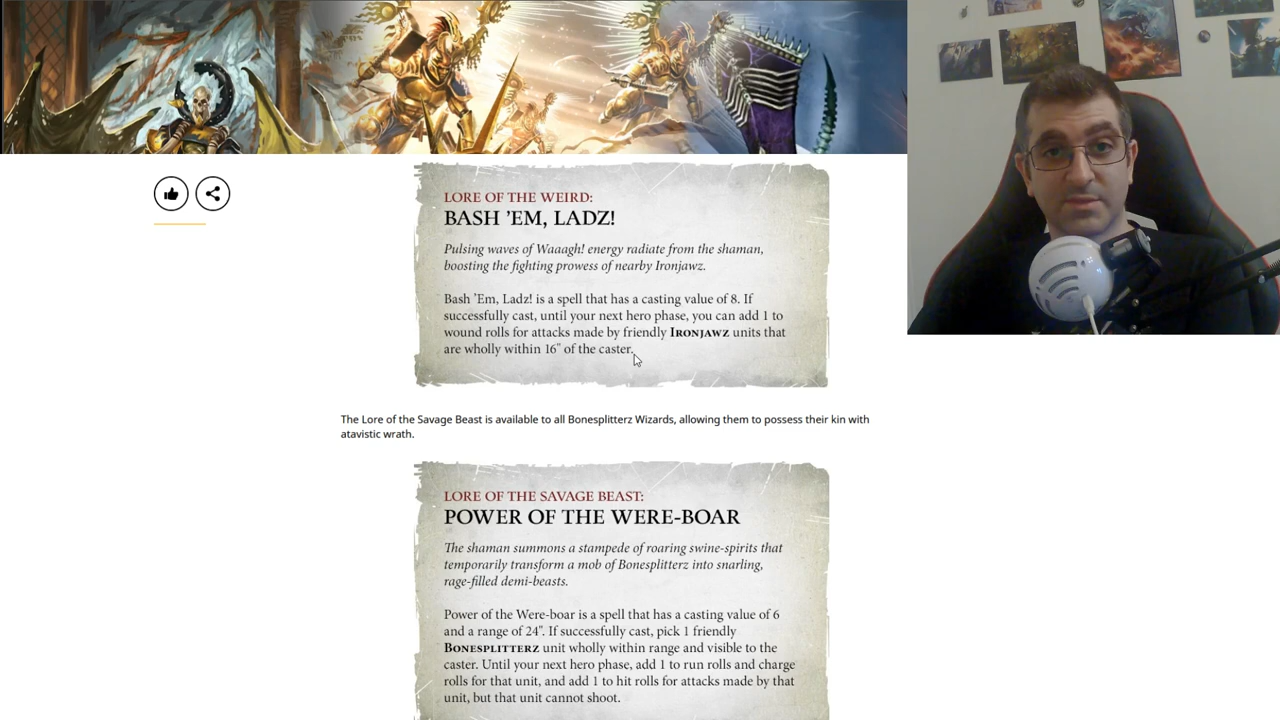 LORE OF THE WEIRD:
BASH ’EM, LADZ!
Pulsing waves of Waaagh! energy radiate from the shaman,
boosting the fighting prowess of nearby Ironjawz.
Bash ’Em, Ladz! is a spell that has a casting value of 8. If
successfully cast, until your next hero phase, you can add 1 to
wound rolls for attacks made by friendly IRONJAWZ units that
are wholly within 16" of the caster.
The Lore of the Savage Beast is available to all Bonesplitterz Wizards, allowing them to possess their kin with
atavistic wrath.
LORE OF THE SAVAGE BEAST:
POWER OF THE WERE-BOAR
The shaman summons a stampede of roaring swine-spirits that
temporarily transform a mob of Bonesplitterz into snarling,
rage-filled demi-beasts.
Power of the Were-boar is a spell that has a casting value of 6
and a range of 24". If successfully cast, pick 1 friendly
BONESPLITTERZ unit wholly within range and visible to the
caster. Until your next hero phase, add 1 to run rolls and charge
rolls for that unit, and add 1 to hit rolls for attacks made by that
unit, but that unit cannot shoot.